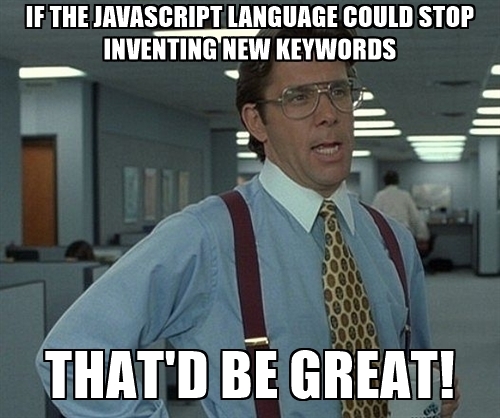 IF THE JAVASCRIPT LANGUAGE COULD STOP
INVENTING NEW KEYWORDS
THAT'D BE GREAT!